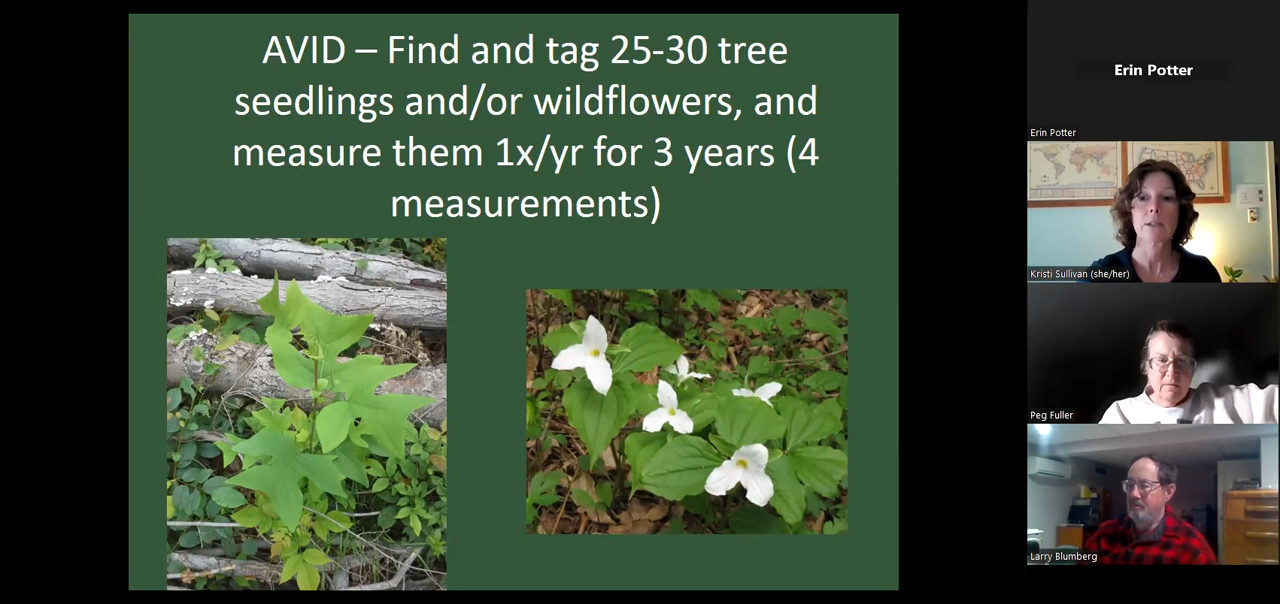 AVID – Find and tag 25-30 tree
seedlings and/or wildflowers, and
measure them 1x/yr for 3 years (4
measurements)
Erin Potter
Erin Potter
Kristi Sullivan (she/her)
Peg Fuller
Larry Blumberg